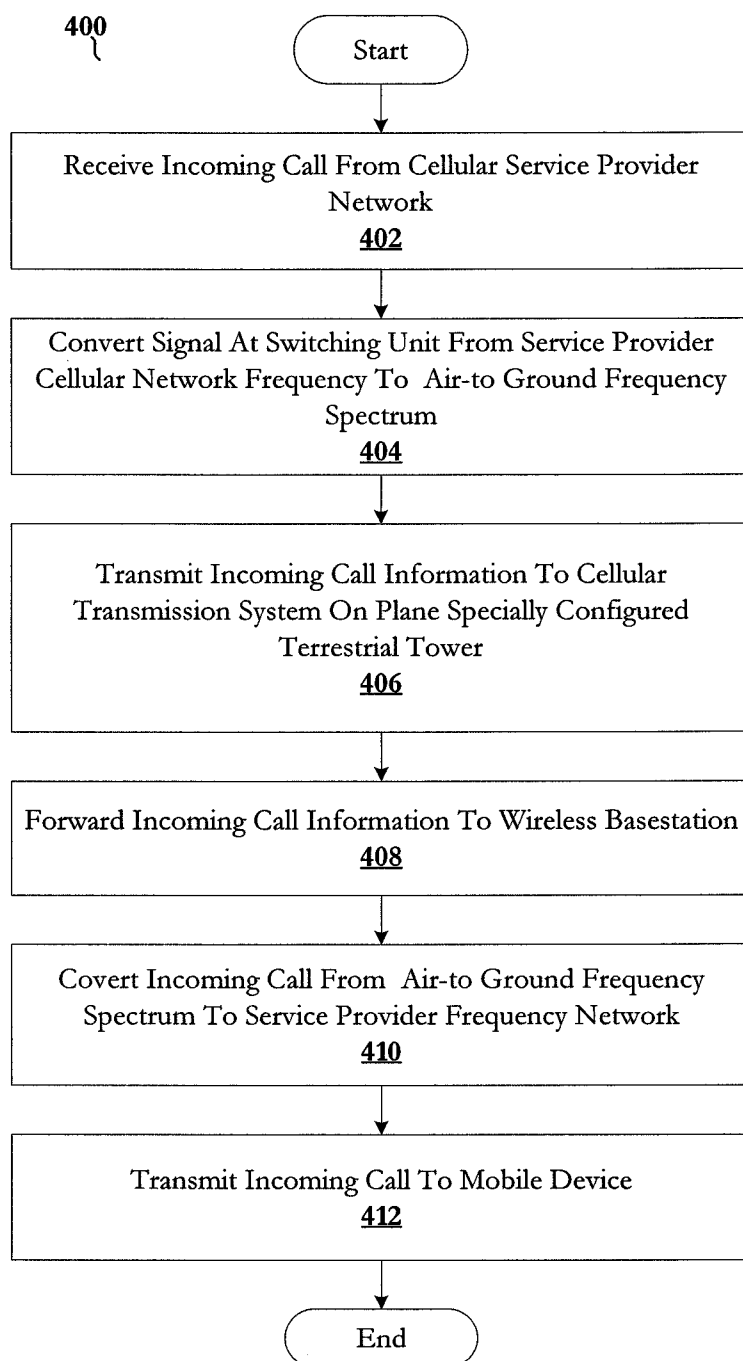 400
Start
Receive Incoming Call From Cellular Service Provider
Network
402
Convert Signal At Switching Unit From Service Provider
Cellular Network Frequency To Air-to Ground Frequency
Spectrum
404
Transmit Incoming Call Information To Cellular
Transmission System On Plane Specially Configured
Terrestrial Tower
406
Forward Incoming Call Information To Wireless Basestation
408
Covert Incoming Call From Air-to Ground Frequency
Spectrum To Service Provider Frequency Network
410
Transmit Incoming Call To Mobile Device
412
End